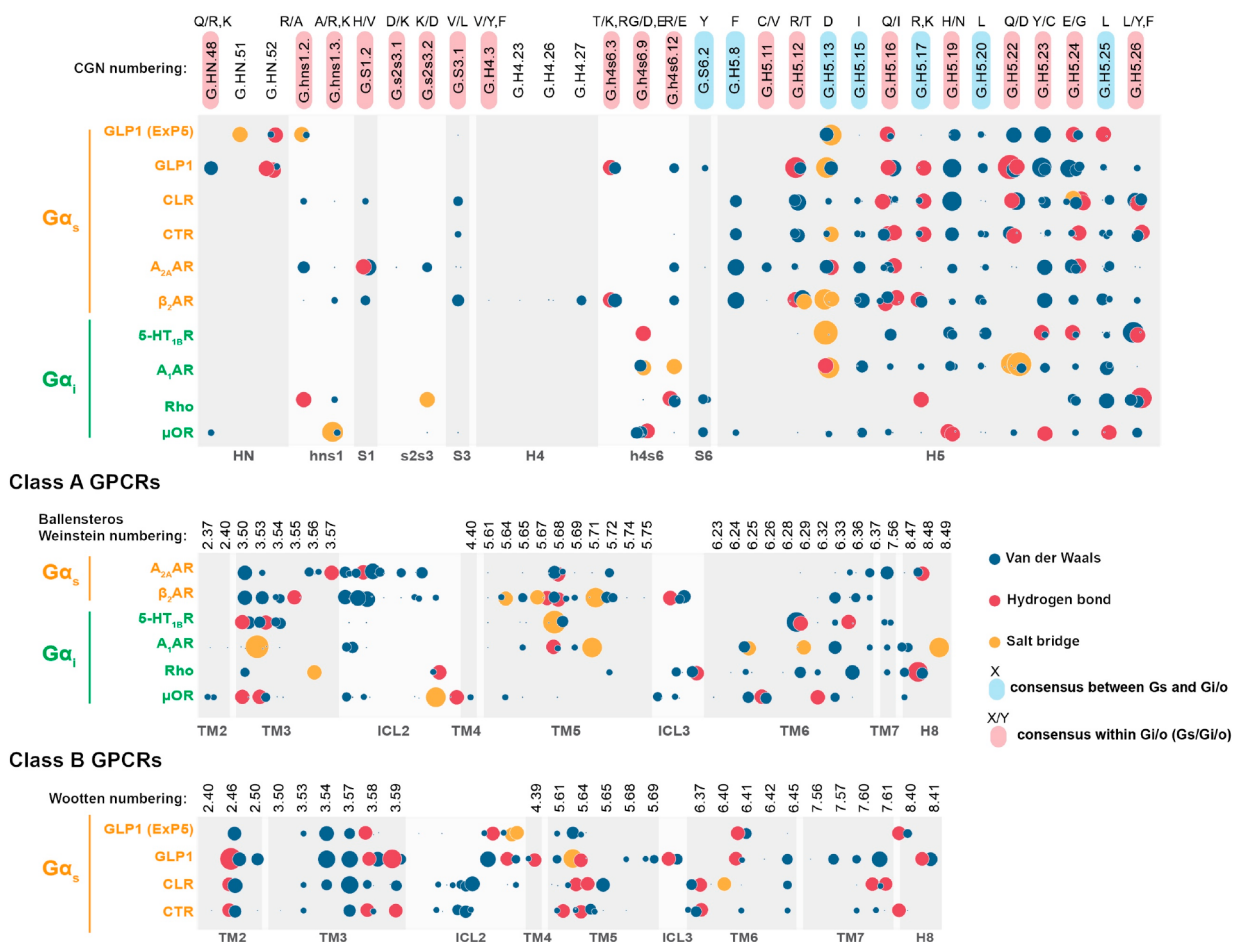 Q/R,K R/A A/R,K H/V D/K K/D V/L V/Y,F T/K,R G/D,E R/E Y F C/V R/T D I Q/I R,K H/N L Q/D Y/C E/G L L/Y,F
CGN numbering: G.HN.48 G.HN.51 G.HN.52 G.hns1.2. G.hns1.3. G.S1.2 G.s2s3.1 G.s2s3.2 G.S3.1 G.H4.3 G.H4.23 G.H4.26 G.H4.27 G.h4s6.3 G.h4s6.9 G.h4s6.12 G.S6.2 G.H5.8 G.H5.11 G.H5.12 G.H5.13 G.H5.15 G.H5.16 G.H5.17 G.H5.19 G.H5.20 G.H5.22 G.H5.23 G.H5.24 G.H5.25 G.H5.26
Gαs
GLP1 (ExP5)
GLP1
CLR
CTR
A2AAR
β2AR
Gαi
5-HT1BR
A1AR
Rho
µOR
HN hns1 S1 s2s3 S3 H4 h4s6 S6 H5
Class A GPCRs
Ballensteros
Weinstein numbering: 2.37 2.40 3.50 3.53 3.54 3.55 3.56 3.57 4.40 5.61 5.64 5.65 5.67 5.68 5.71 5.72 5.74 5.75 6.23 6.24 6.25 6.26 6.28 6.29 6.32 6.33 6.36 6.37 7.56 8.47 8.48 8.49
Gαs
A2AAR
β2AR
Gαi
5-HT1BR
A1AR
Rho
µOR
TM2 TM3 ICL2 TM4 TM5 ICL3 TM6 TM7 H8
Van der Waals
Hydrogen bond
Salt bridge
X
consensus between Gs and Gi/o
X/Y
consensus within Gi/o (Gs/Gi/o)
Class B GPCRs
Wootten numbering: 2.40 2.46 2.50 3.50 3.53 3.54 3.57 3.58 3.59 4.39 5.61 5.64 5.65 5.68 5.69 6.37 6.40 6.41 6.42 6.45 7.56 7.57 7.60 7.61 8.40 8.41
Gαs
GLP1 (ExP5)
GLP1
CLR
CTR
TM2 TM3 ICL2 TM4 TM5 ICL3 TM6 TM7 H8